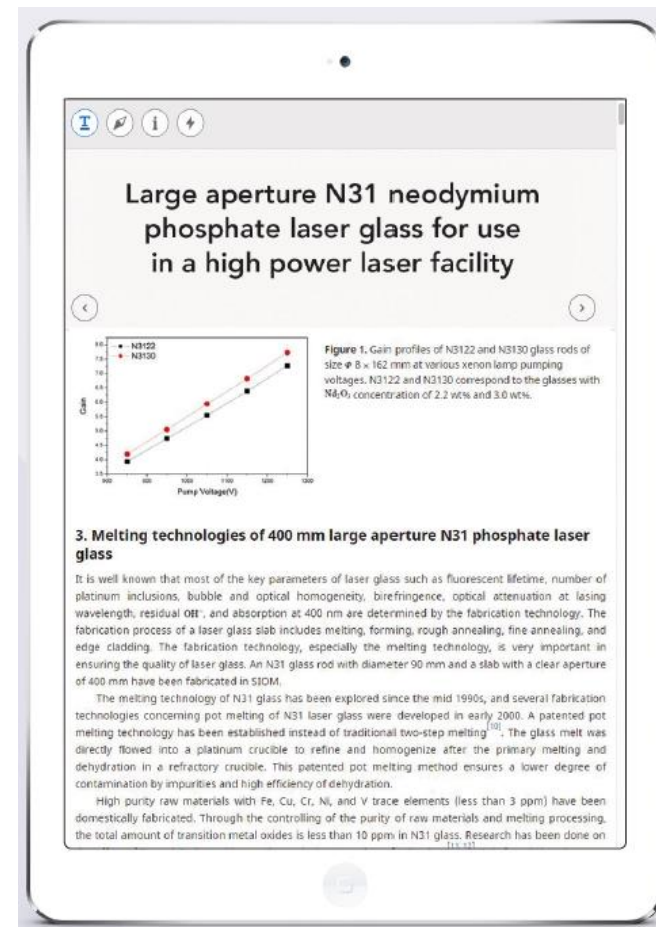 Large aperture N31 neodymium
phosphate laser glass for use
in a high power laser facility
N3122
N3130
Gain
Pump Voltage(V)
Figure 1. Gain profiles of N3122 and N3130 glass rods of
size Φ 8 × 162 mm at various xenon lamp pumping
voltages. N3122 and N3130 correspond to the glasses with
Nd₂O₃ concentration of 2.2 wt% and 3.0 wt%.
3. Melting technologies of 400 mm large aperture N31 phosphate laser
glass
It is well known that most of the key parameters of laser glass such as fluorescent lifetime, number of
platinum inclusions, bubble and optical homogeneity, birefringence, optical attenuation at lasing
wavelength, residual OH⁻, and absorption at 400 nm are determined by the fabrication technology. The
fabrication process of a laser glass slab includes melting, forming, rough annealing, fine annealing, and
edge cladding. The fabrication technology, especially the melting technology, is very important in
ensuring the quality of laser glass. An N31 glass rod with diameter 90 mm and a slab with a clear aperture
of 400 mm have been fabricated in SIOM.
The melting technology of N31 glass has been explored since the mid 1990s, and several fabrication
technologies concerning pot melting of N31 laser glass were developed in early 2000. A patented pot
melting technology has been established instead of traditional two-step melting[10]. The glass melt was
directly flowed into a platinum crucible to refine and homogenize after the primary melting and
dehydration in a refractory crucible. This patented pot melting method ensures a lower degree of
contamination by impurities and high efficiency of dehydration.
High purity raw materials with Fe, Cu, Cr, Ni, and V trace elements (less than 3 ppm) have been
domestically fabricated. Through the controlling of the purity of raw materials and melting processing,
the total amount of transition metal oxides is less than 10 ppm in N31 glass. Research has been done on